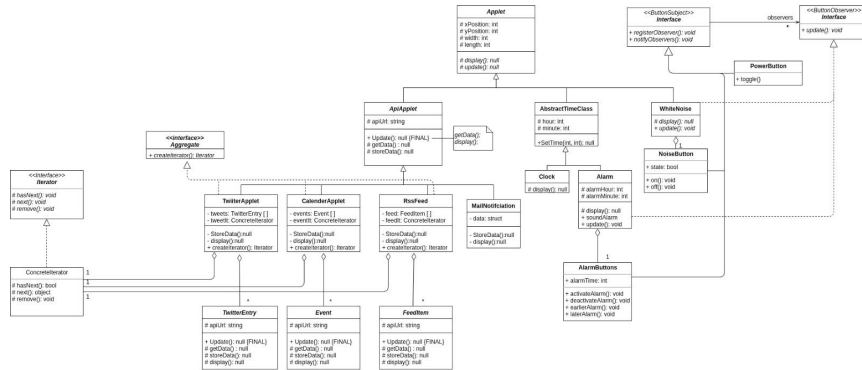 Applet
# xPosition: int
# yPosition: int
# width: int
# length: int
# display(): null
# update(): null
<<ButtonSubject>>
Interface
+ registerObserver(): void
+ notifyObservers(): void
observers
*
<<ButtonObserver>>
Interface
+ update(): void
PowerButton
+ toggle()
ApiApplet
# apiUrl: string
+ Update(): null {FINAL}
# getData() : null
# storeData(): null
getData();
display();
AbstractTimeClass
# hour: int
# minute: int
+SetTime(int, int): null
WhiteNoise
# display(): null
+ update(): void
1
NoiseButton
+ state: bool
+ on(): void
+ off(): void
<<interface>>
Aggregate
+ createIterator(): Iterator
<<Interface>>
Iterator
# hasNext(): void
# next(): void
# remove(): void
Clock
# display(): null
Alarm
# alarmHour: int
# alarmMinute: int
# display(): null
+ soundAlarm
+ update(): void
1
AlarmButtons
+ alarmTime: int
+ activateAlarm(): void
+ deactivateAlarm(): void
+ earlierAlarm(): void
+ laterAlarm(): void
TwitterApplet
- tweets: TwitterEntry [ ]
- tweetIt: ConcreteIterator
- StoreData():null
- display():null
+ createIterator(): Iterator
CalenderApplet
- events: Event [ ]
- eventIt: ConcreteIterator
- StoreData():null
- display():null
+ createIterator(): Iterator
RssFeed
- feed: FeedItem [ ]
- feedIt: ConcreteIterator
- StoreData():null
- display():null
+ createIterator(): Iterator
MailNotifciation
- data: struct
- StoreData():null
- display():null
ConcreteIterator
# hasNext(): bool
# next(): object
# remove(): void
1
1
1
*
*
*
TwitterEntry
# apiUrl: string
+ Update(): null {FINAL}
# getData() : null
# storeData(): null
# display(): null
Event
# apiUrl: string
+ Update(): null {FINAL}
# getData() : null
# storeData(): null
# display(): null
FeedItem
# apiUrl: string
+ Update(): null {FINAL}
# getData() : null
# storeData(): null
# display(): null